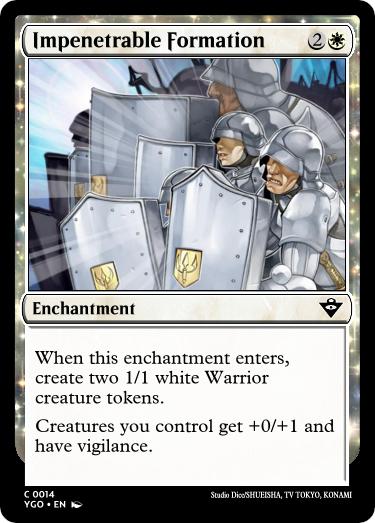 Impenetrable Formation 2
Enchantment
When this enchantment enters,
create two 1/1 white Warrior
creature tokens.
Creatures you control get +0/+1 and
have vigilance.
C 0014
YGO • EN
Studio Dice/SHUEISHA, TV TOKYO, KONAMI